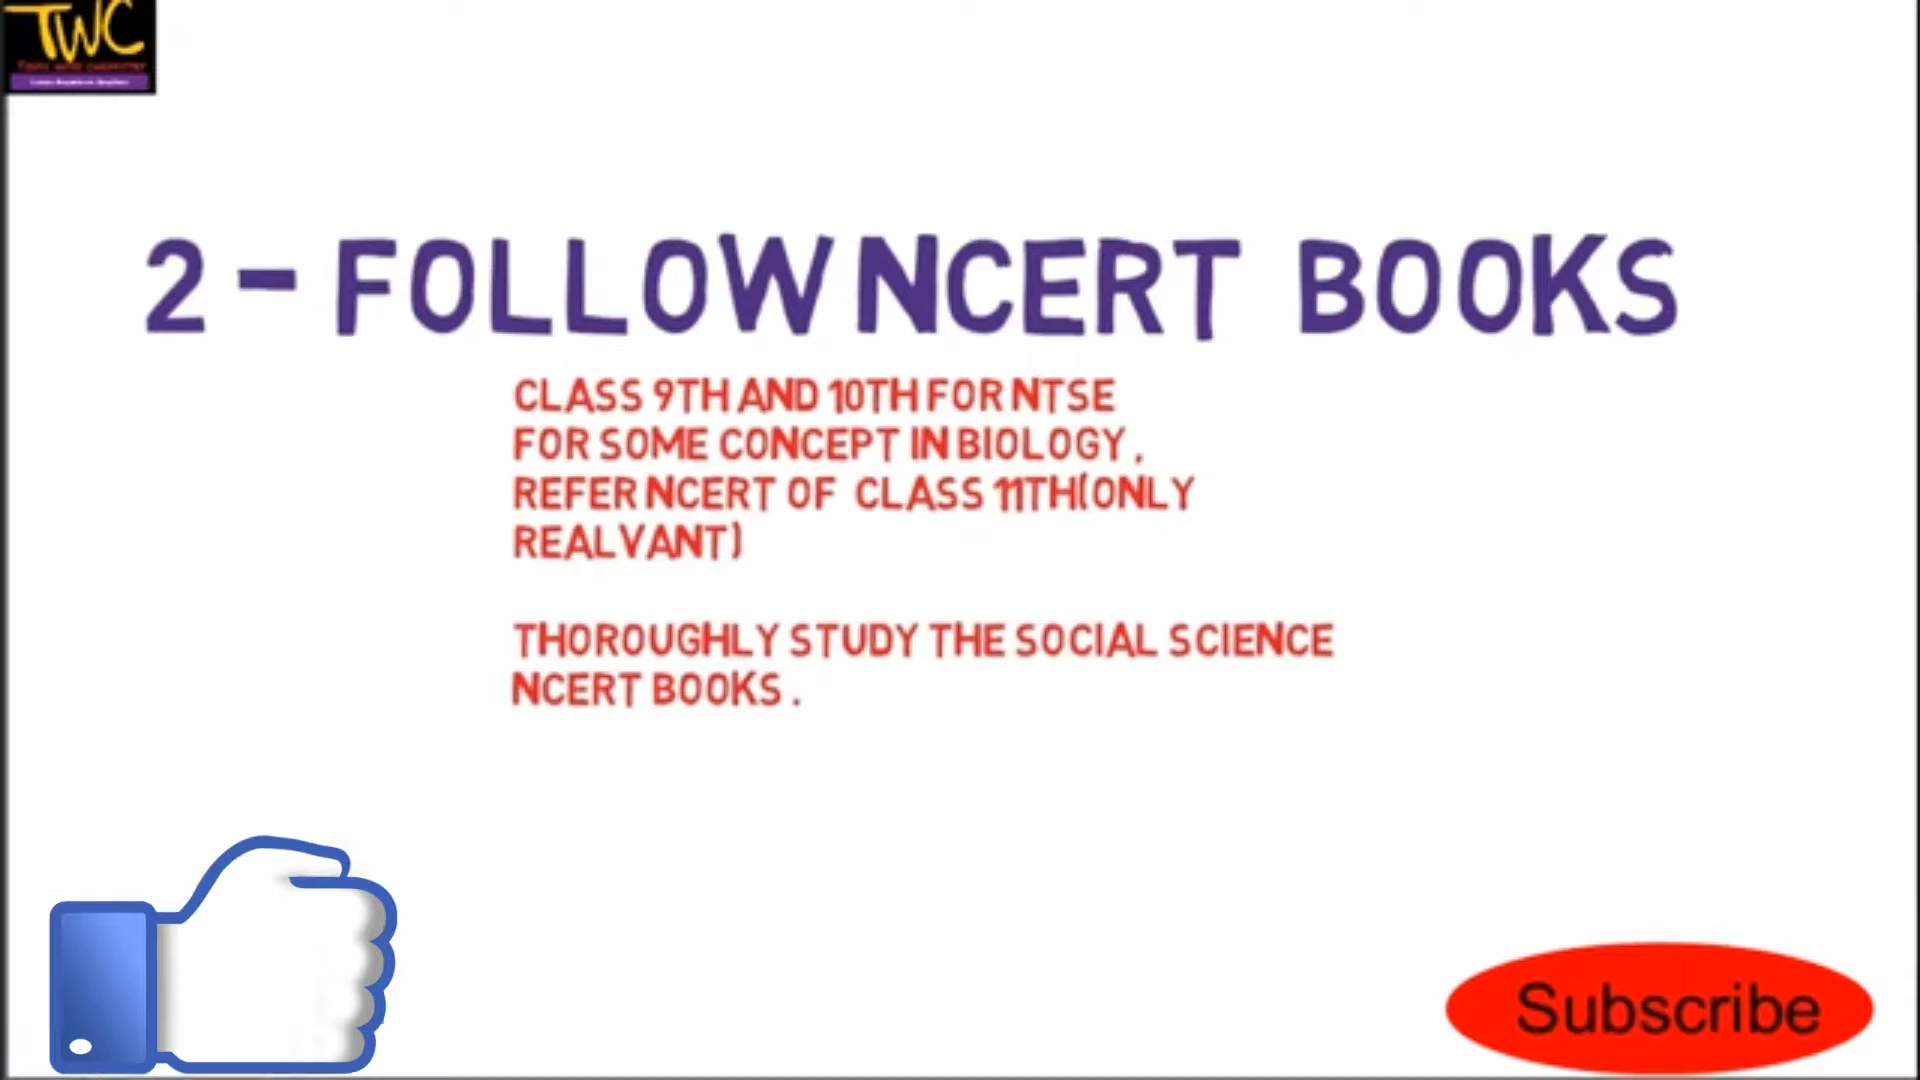 TWC
2 - FOLLOW NCERT BOOKS
CLASS 9TH AND 10TH FOR NTSE
FOR SOME CONCEPT IN BIOLOGY ,
REFER NCERT OF CLASS 11TH(ONLY
REALVANT)
THOROUGHLY STUDY THE SOCIAL SCIENCE
NCERT BOOKS .
Subscribe